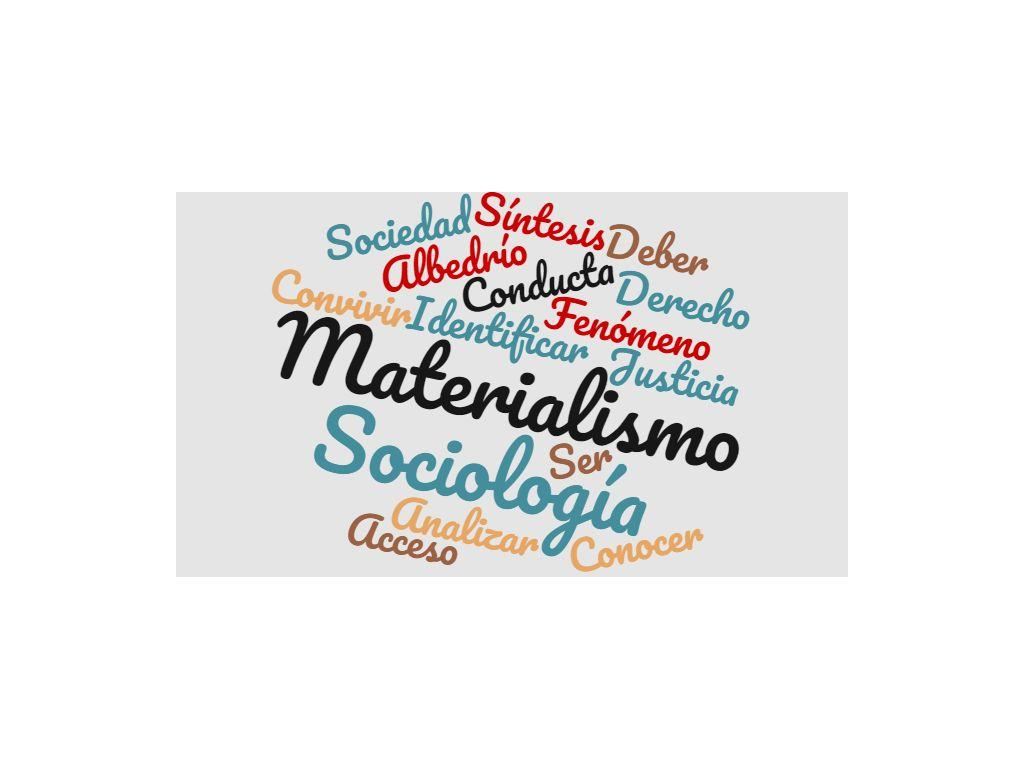 Sociedad
Síntesis
Deber
Albedrío
Conducta
Derecho
Convivir
Identificar
Fenómeno
Justicia
Materialismo
Sociología
Ser
Analizar
Acceso
Conocer